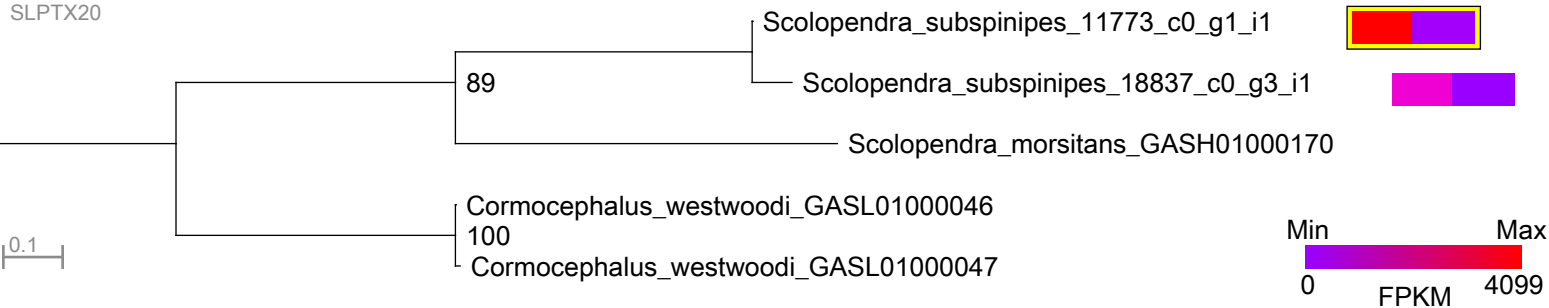 SLPTX20
Scolopendra_subspinipes_11773_c0_g1_i1
89
Scolopendra_subspinipes_18837_c0_g3_i1
Scolopendra_morsitans_GASH01000170
Cormocephalus_westwoodi_GASL01000046
100
Cormocephalus_westwoodi_GASL01000047
0.1
Min Max
0 FPKM 4099